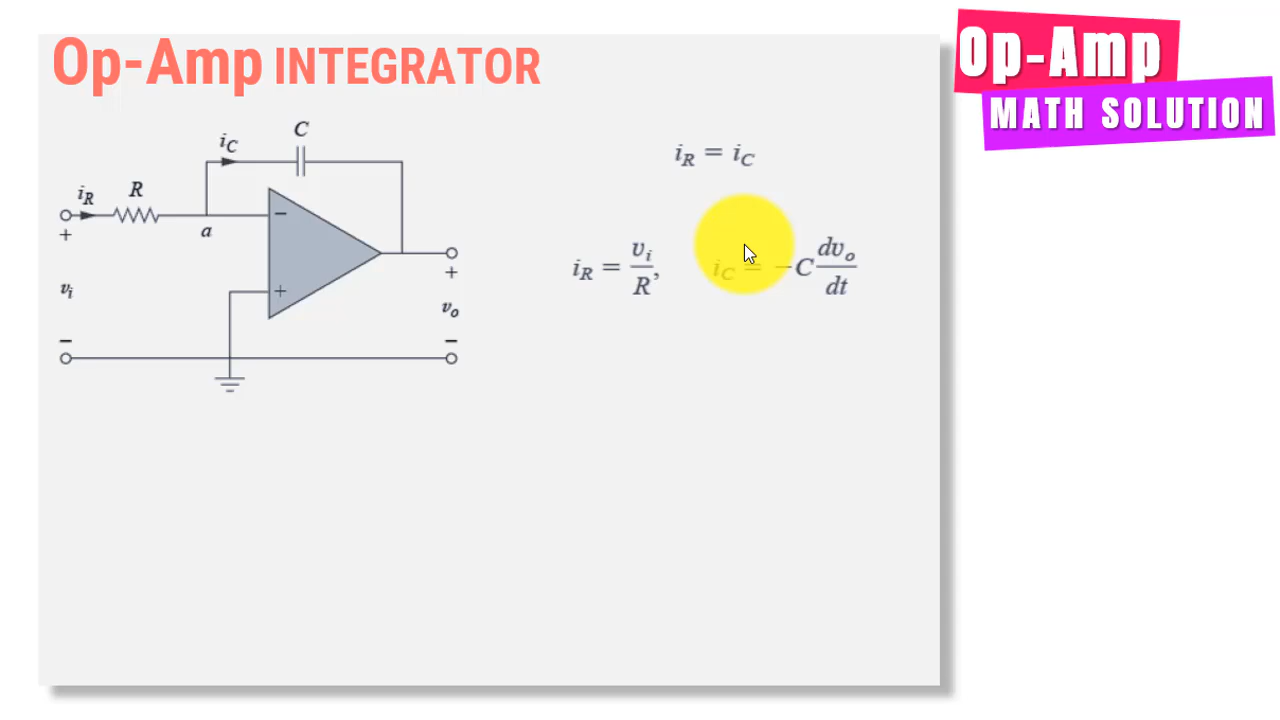 Op-Amp INTEGRATOR
Op-Amp
MATH SOLUTION
C
i_C
i_R
R
a
+
−
+
v_i
−
+
v_o
−
i_R = i_C
i_R = v_i/R, i_C = −C dv_o/dt